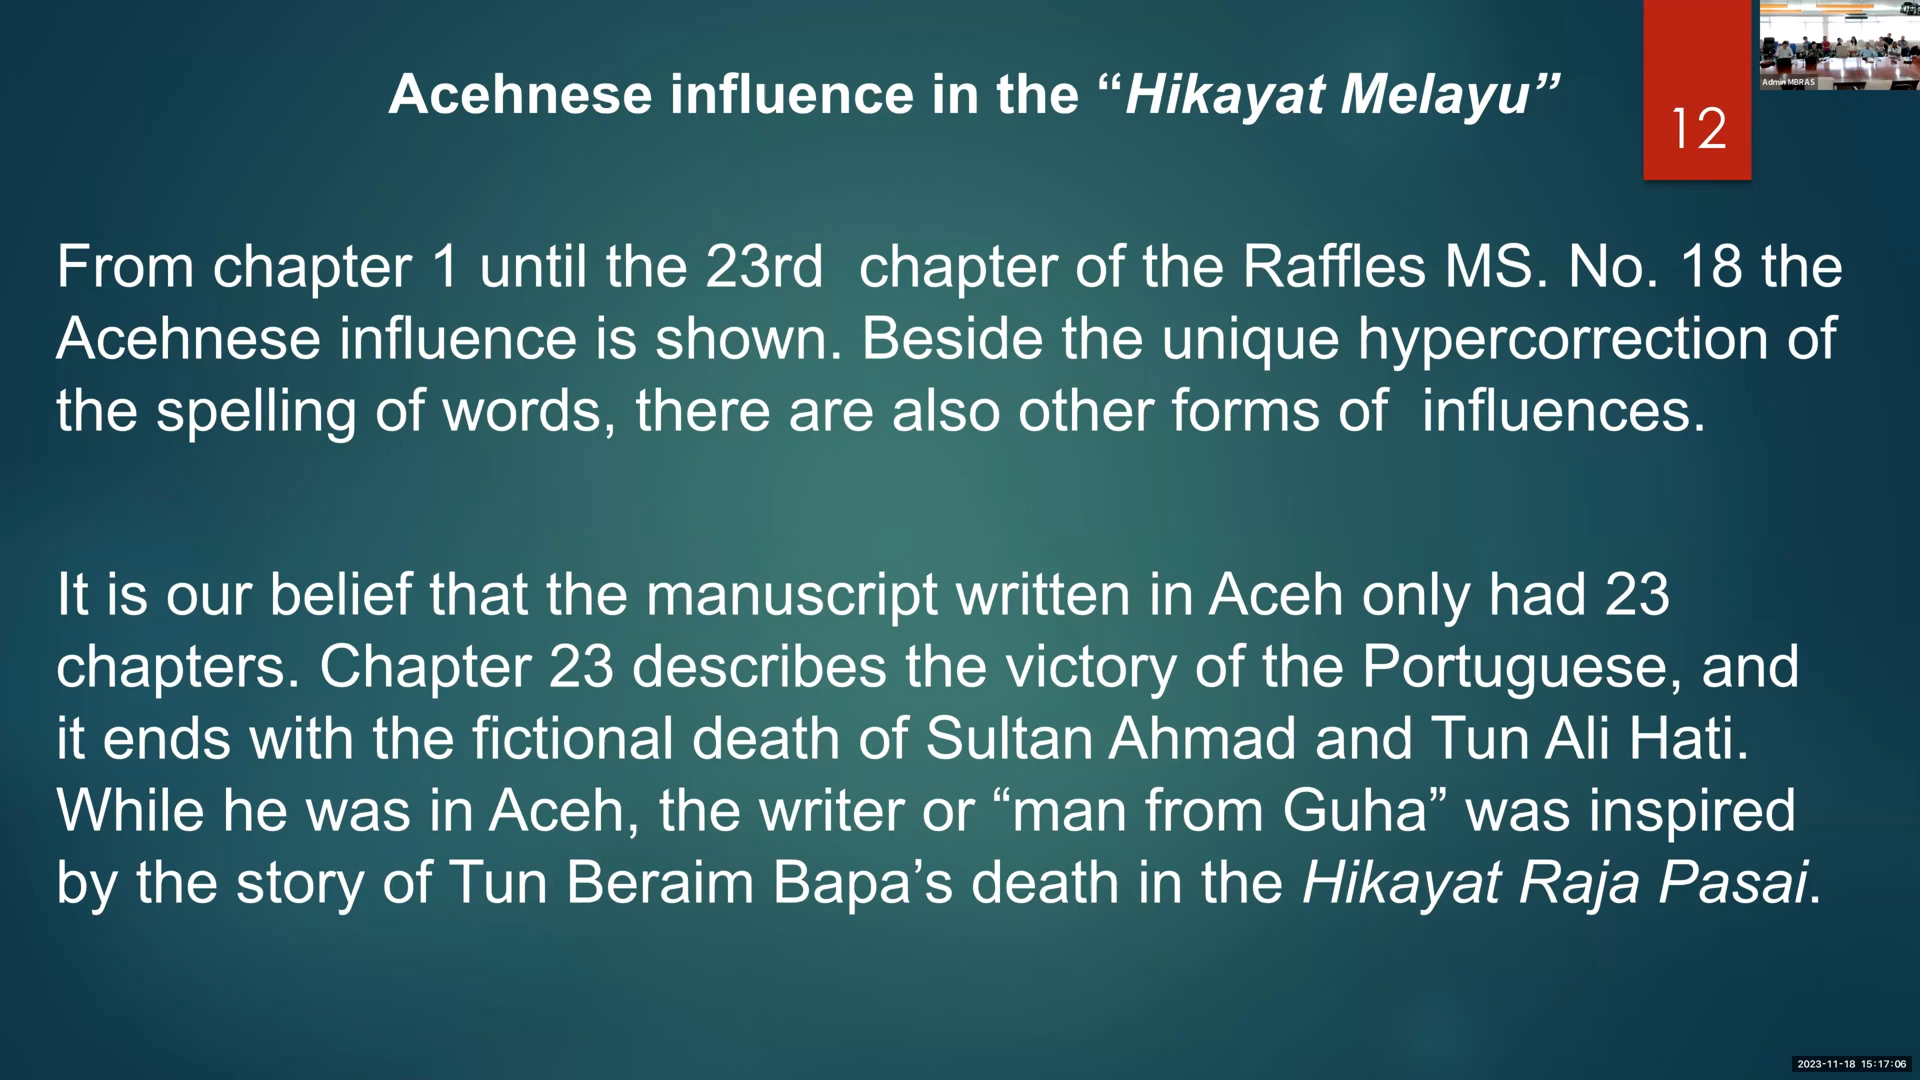 Acehnese influence in the “Hikayat Melayu”
12
Admin MBRAS
From chapter 1 until the 23rd  chapter of the Raffles MS. No. 18 the
Acehnese influence is shown. Beside the unique hypercorrection of
the spelling of words, there are also other forms of  influences.
It is our belief that the manuscript written in Aceh only had 23
chapters. Chapter 23 describes the victory of the Portuguese, and
it ends with the fictional death of Sultan Ahmad and Tun Ali Hati.
While he was in Aceh, the writer or “man from Guha” was inspired
by the story of Tun Beraim Bapa’s death in the Hikayat Raja Pasai.
2023-11-18 15:17:06